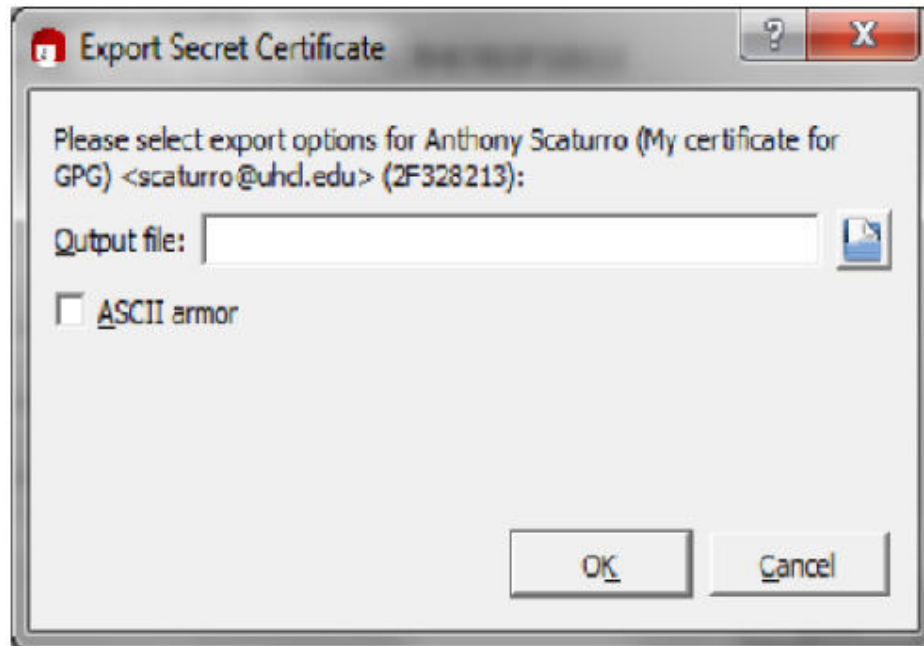 Export Secret Certificate
Please select export options for Anthony Scaturro (My certificate for
GPG) <scaturro@uhcl.edu> (2F328213):
Output file:
ASCII armor
OK
Cancel